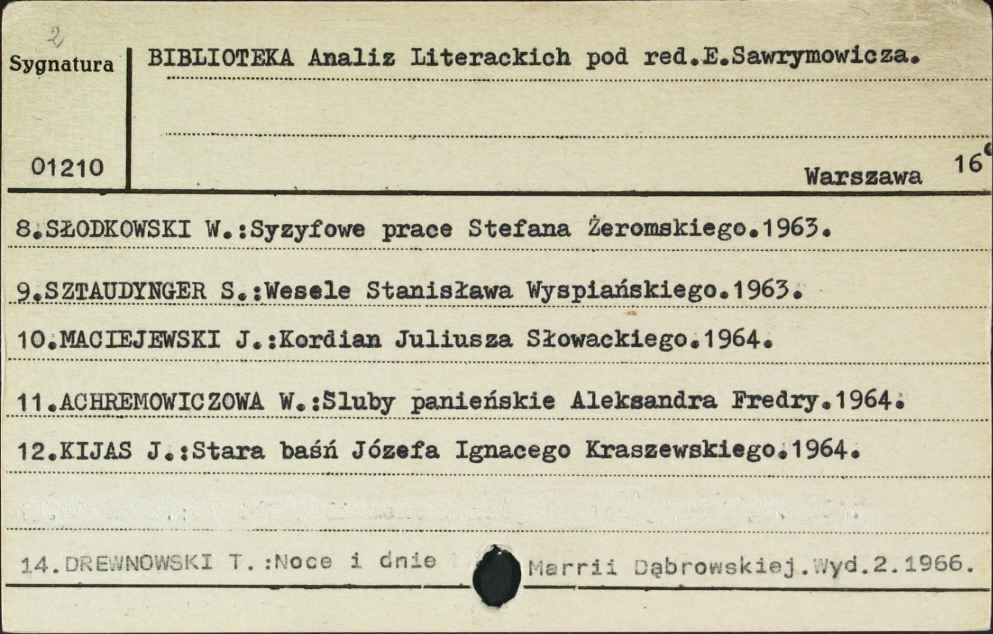 2
Sygnatura
BIBLIOTEKA Analiz Literackich pod red.E.Sawrymowicza.
01210
Warszawa 16°
8.SŁODKOWSKI W.:Syzyfowe prace Stefana Żeromskiego.1963.
9.SZTAUDYNGER S.:Wesele Stanisława Wyspiańskiego.1963.
10.MACIEJEWSKI J.:Kordian Juliusza Słowackiego.1964.
11.ACHREMOWICZOWA W.:Śluby panieńskie Aleksandra Fredry.1964.
12.KIJAS J.:Stara baśń Józefa Ignacego Kraszewskiego.1964.
14.DREWNOWSKI T.:Noce i dnie Marrii Dąbrowskiej.Wyd.2.1966.